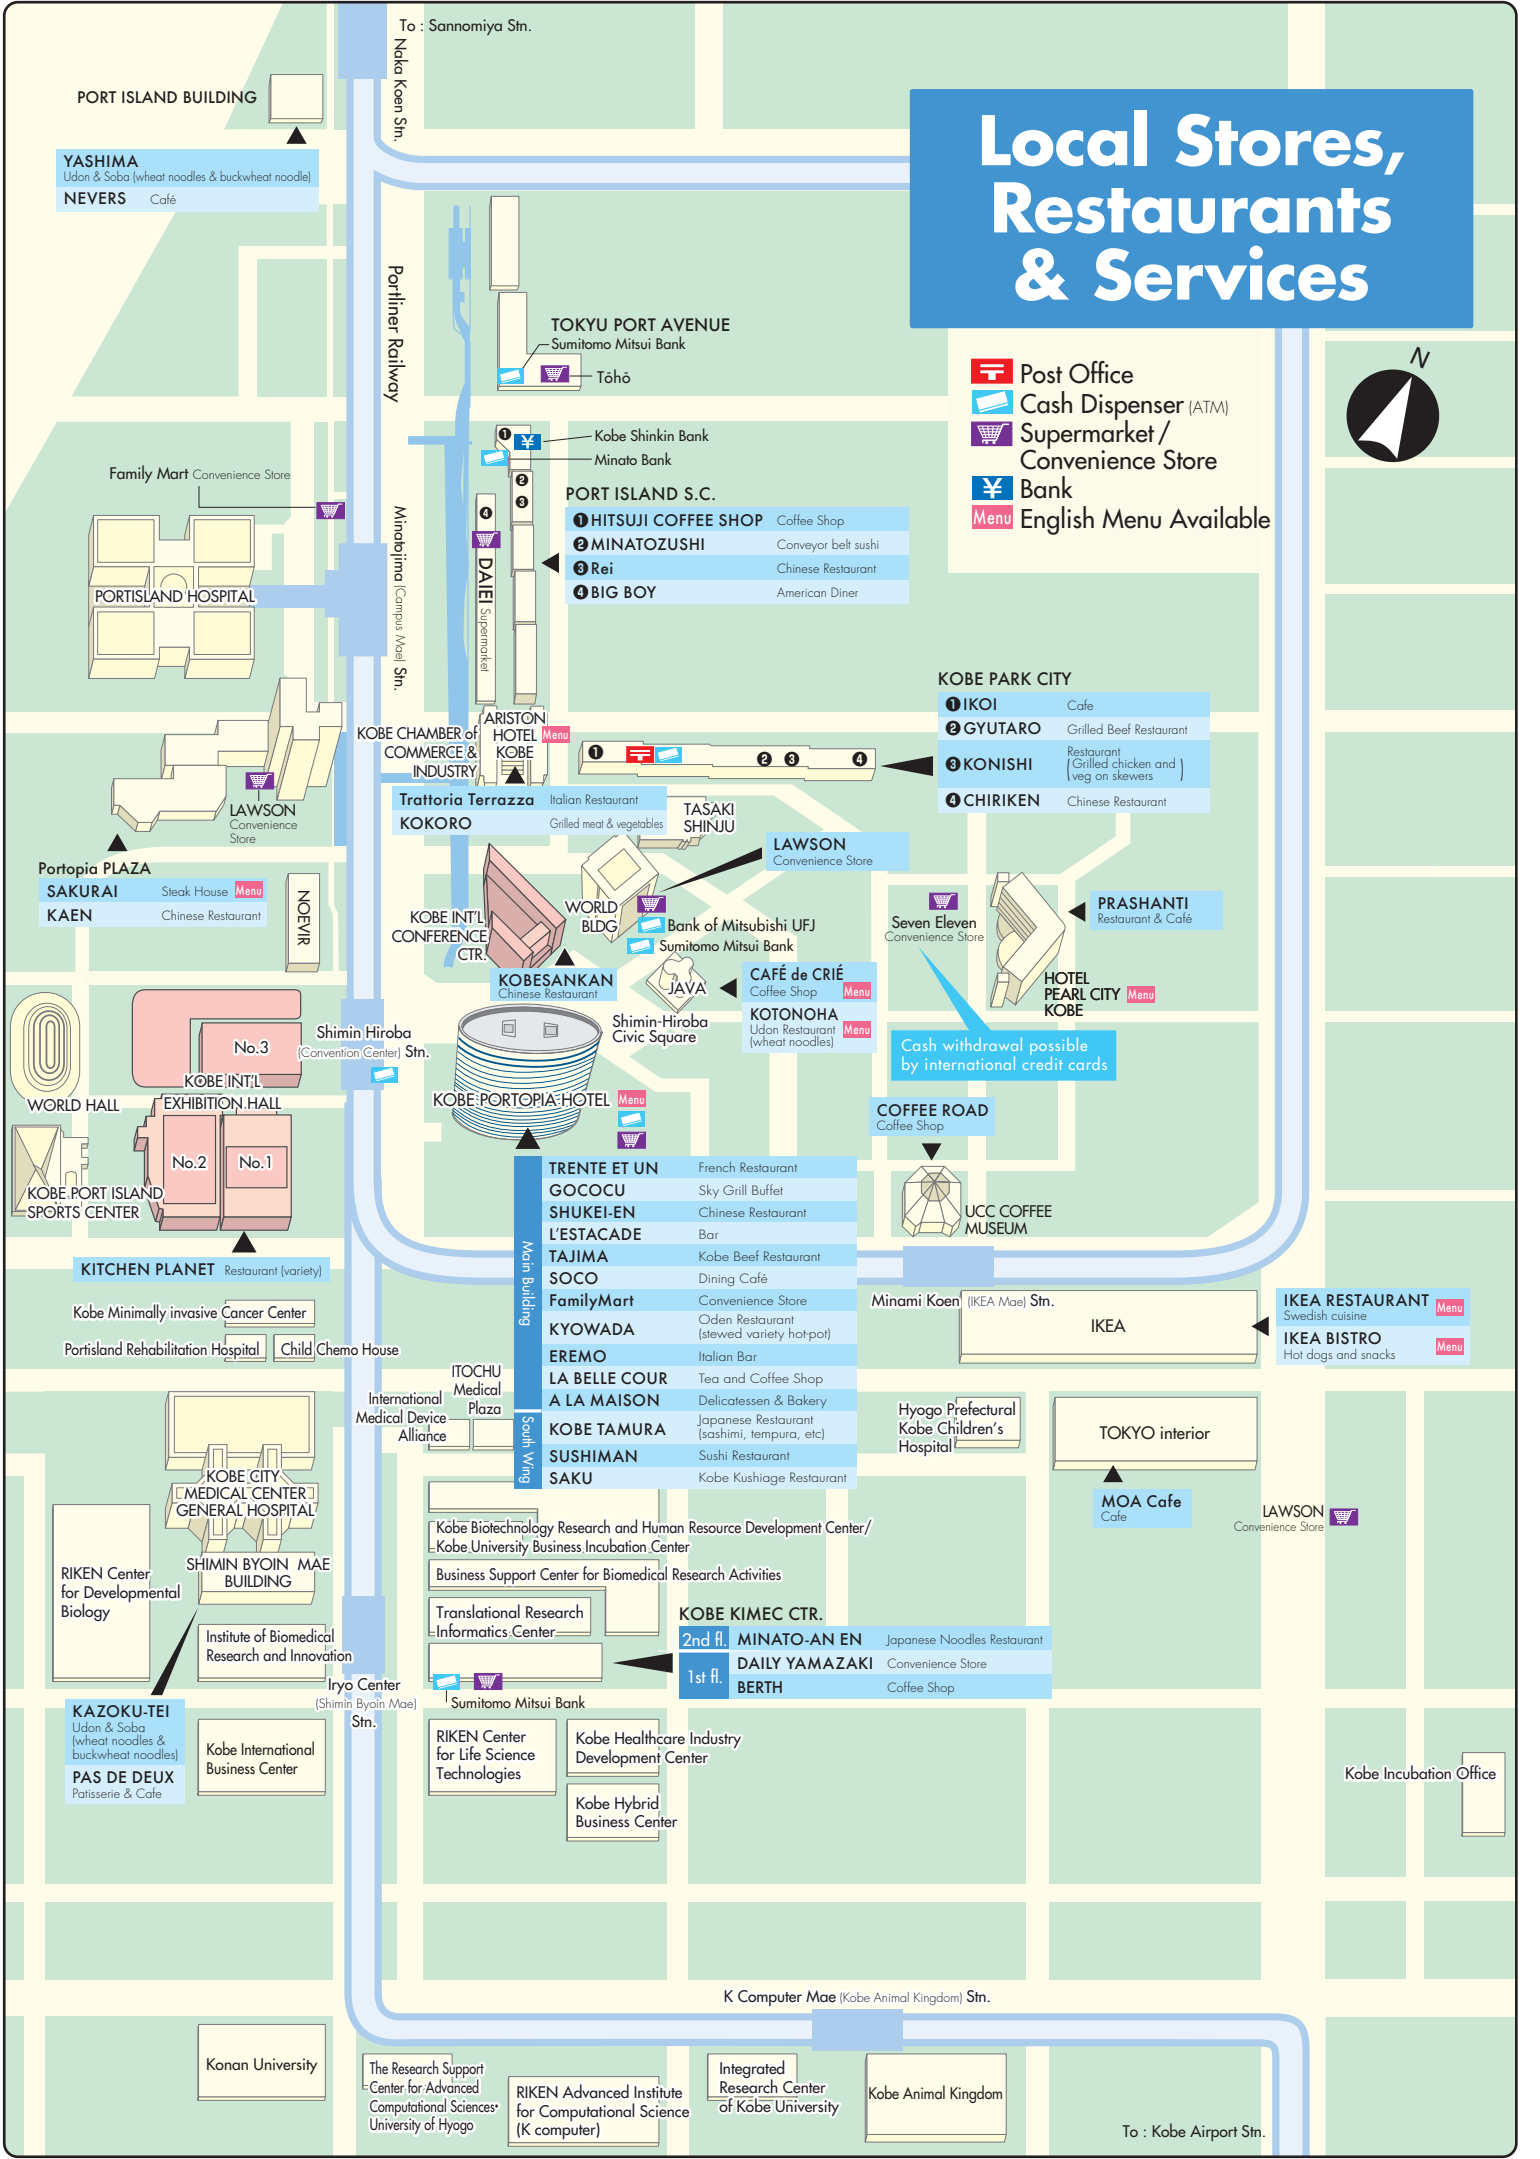 To : Sannomiya Stn.
Naka Koen Stn.
PORT ISLAND BUILDING
YASHIMA
Udon & Soba (wheat noodles & buckwheat noodle)
NEVERS Café
Local Stores,
Restaurants
& Services
Portliner Railway
TOKYU PORT AVENUE
Sumitomo Mitsui Bank
Tōhō
〒 Post Office
Cash Dispenser (ATM)
Supermarket/
Convenience Store
¥ Bank
Menu English Menu Available
N
❶ ¥ Kobe Shinkin Bank
Minato Bank
❷
❸
❹
Family Mart Convenience Store
PORT ISLAND S.C.
❶ HITSUJI COFFEE SHOP Coffee Shop
❷ MINATOZUSHI Conveyor belt sushi
❸ Rei Chinese Restaurant
❹ BIG BOY American Diner
DAIEI Supermarket
Minatojima (Campus Mae) Stn.
PORTISLAND HOSPITAL
KOBE PARK CITY
❶ IKOI Cafe
❷ GYUTARO Grilled Beef Restaurant
❸ KONISHI Restaurant
(Grilled chicken and
veg on skewers)
❹ CHIRIKEN Chinese Restaurant
KOBE CHAMBER of
COMMERCE &
INDUSTRY
ARISTON
HOTEL Menu
KOBE
❶ 〒 ❷ ❸ ❹
Trattoria Terrazza Italian Restaurant
KOKORO Grilled meat & vegetables
TASAKI
SHINJU
LAWSON
Convenience
Store
Portopia PLAZA
SAKURAI Steak House Menu
KAEN Chinese Restaurant
NOEVIR
LAWSON
Convenience Store
KOBE INT'L
CONFERENCE
CTR.
WORLD
BLDG
Bank of Mitsubishi UFJ
Sumitomo Mitsui Bank
Seven Eleven
Convenience Store
PRASHANTI
Restaurant & Café
HOTEL
PEARL CITY Menu
KOBE
KOBESANKAN
Chinese Restaurant
JAVA
CAFÉ de CRIÉ
Coffee Shop Menu
KOTONOHA
Udon Restaurant Menu
(wheat noodles)
Shimin-Hiroba
Civic Square
Cash withdrawal possible
by international credit cards
Shimin Hiroba
(Convention Center) Stn.
No.3
KOBE INT'L
EXHIBITION HALL
WORLD HALL
No.2 No.1
KOBE PORT ISLAND
SPORTS CENTER
KITCHEN PLANET Restaurant (variety)
KOBE PORTOPIA HOTEL Menu
COFFEE ROAD
Coffee Shop
UCC COFFEE
MUSEUM
Main Building
TRENTE ET UN French Restaurant
GOCOCU Sky Grill Buffet
SHUKEI-EN Chinese Restaurant
L'ESTACADE Bar
TAJIMA Kobe Beef Restaurant
SOCO Dining Café
FamilyMart Convenience Store
KYOWADA Oden Restaurant
(stewed variety hot-pot)
EREMO Italian Bar
LA BELLE COUR Tea and Coffee Shop
A LA MAISON Delicatessen & Bakery
South Wing
KOBE TAMURA Japanese Restaurant
(sashimi, tempura, etc)
SUSHIMAN Sushi Restaurant
SAKU Kobe Kushiage Restaurant
Minami Koen (IKEA Mae) Stn.
IKEA
IKEA RESTAURANT Menu
Swedish cuisine
IKEA BISTRO Menu
Hot dogs and snacks
Kobe Minimally invasive Cancer Center
Portisland Rehabilitation Hospital
Child Chemo House
ITOCHU
Medical
Plaza
International
Medical Device
Alliance
Hyogo Prefectural
Kobe Children's
Hospital
TOKYO interior
MOA Cafe
Cafe
LAWSON
Convenience Store
KOBE CITY
MEDICAL CENTER
GENERAL HOSPITAL
SHIMIN BYOIN MAE
BUILDING
RIKEN Center
for Developmental
Biology
Institute of Biomedical
Research and Innovation
Kobe Biotechnology Research and Human Resource Development Center/
Kobe University Business Incubation Center
Business Support Center for Biomedical Research Activities
Translational Research
Informatics Center
KOBE KIMEC CTR.
2nd fl. MINATO-AN EN Japanese Noodles Restaurant
1st fl. DAILY YAMAZAKI Convenience Store
BERTH Coffee Shop
Sumitomo Mitsui Bank
Iryo Center
(Shimin Byoin Mae)
Stn.
KAZOKU-TEI
Udon & Soba
(wheat noodles &
buckwheat noodles)
PAS DE DEUX
Patisserie & Cafe
Kobe International
Business Center
RIKEN Center
for Life Science
Technologies
Kobe Healthcare Industry
Development Center
Kobe Hybrid
Business Center
Kobe Incubation Office
K Computer Mae (Kobe Animal Kingdom) Stn.
Konan University
The Research Support
Center for Advanced
Computational Sciences•
University of Hyogo
RIKEN Advanced Institute
for Computational Science
(K computer)
Integrated
Research Center
of Kobe University
Kobe Animal Kingdom
To : Kobe Airport Stn.